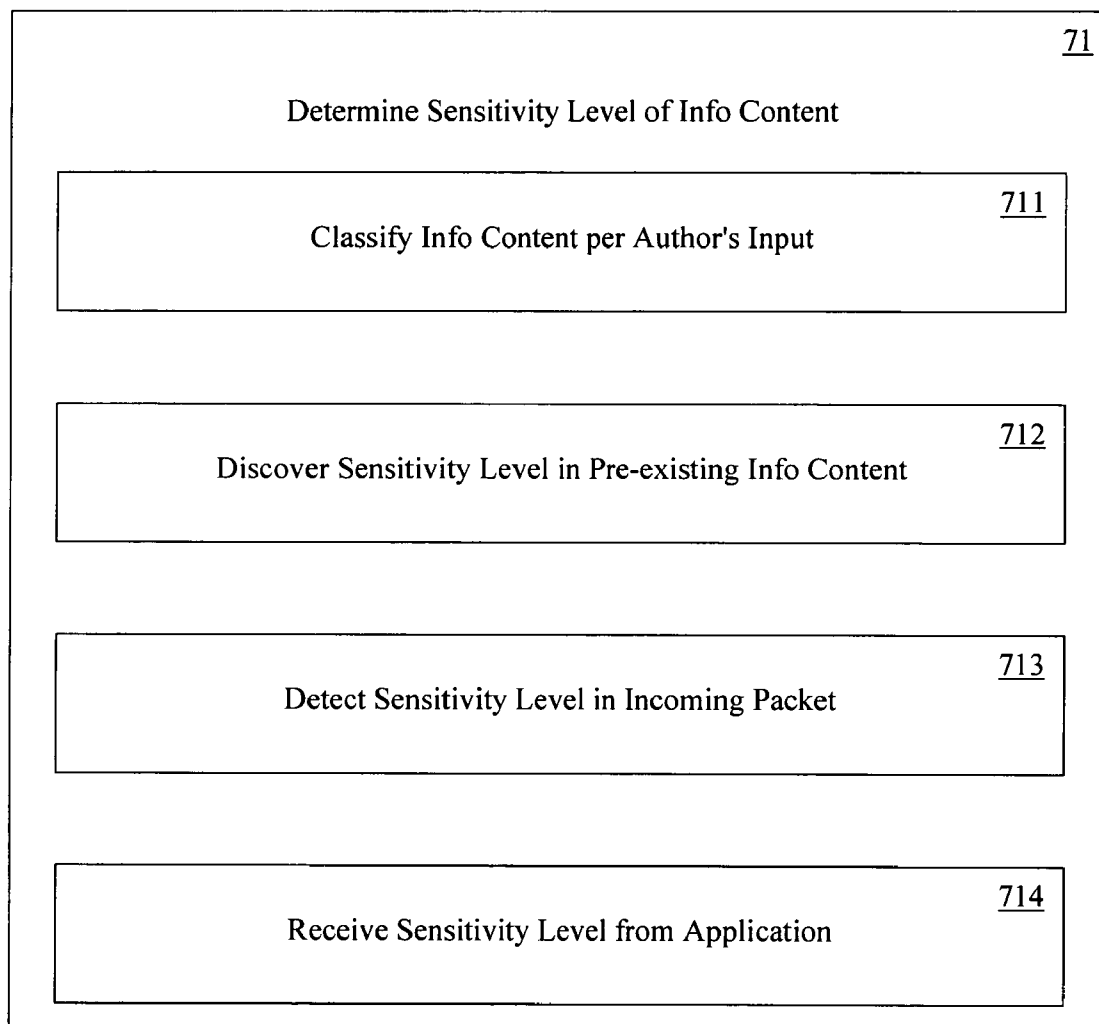 71
Determine Sensitivity Level of Info Content
711
Classify Info Content per Author's Input
712
Discover Sensitivity Level in Pre-existing Info Content
713
Detect Sensitivity Level in Incoming Packet
714
Receive Sensitivity Level from Application